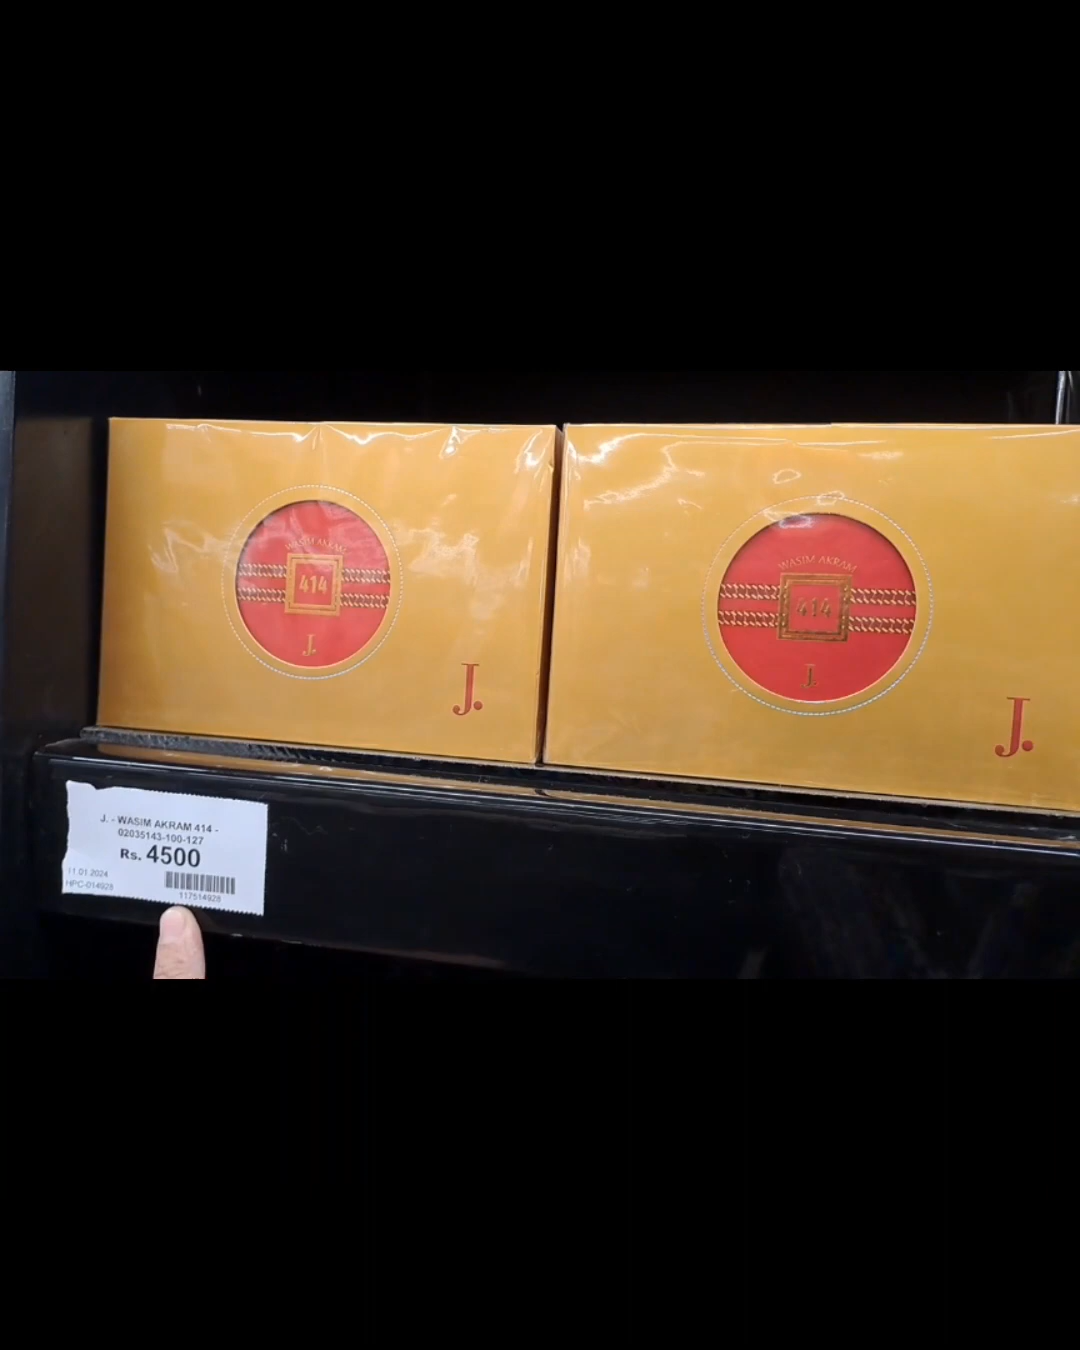 WASIM AKRAM
414
J.
J.
WASIM AKRAM
414
J.
J.
J. - WASIM AKRAM 414 -
02035143-100-127
Rs. 4500
11.01.2024
HPC-014928
117514928